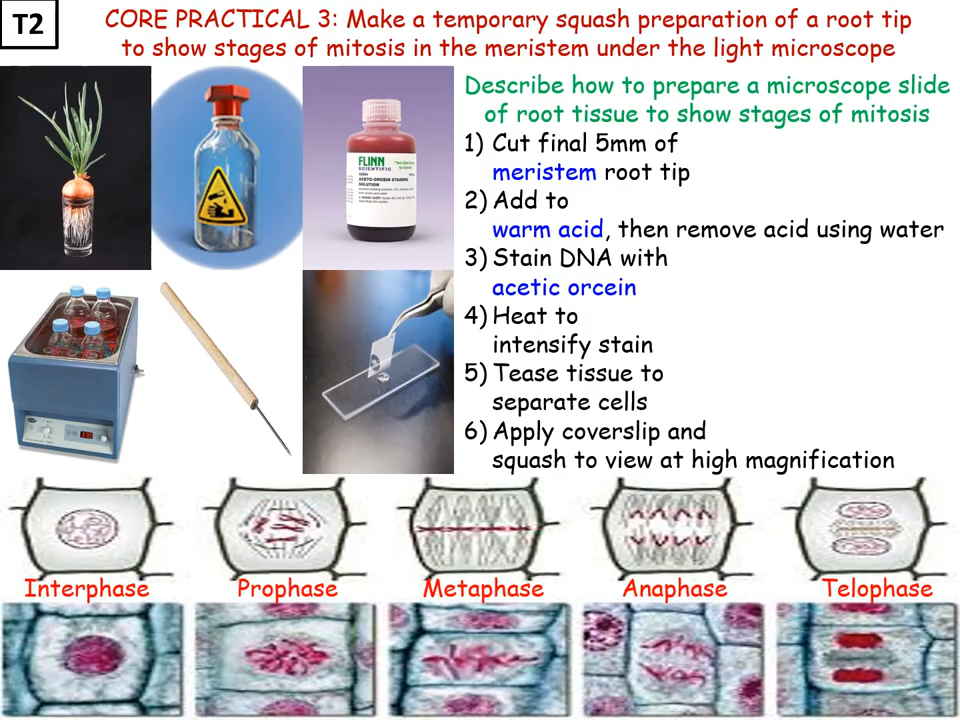 T2
CORE PRACTICAL 3: Make a temporary squash preparation of a root tip
to show stages of mitosis in the meristem under the light microscope
Describe how to prepare a microscope slide
of root tissue to show stages of mitosis
1) Cut final 5mm of
meristem root tip
2) Add to
warm acid, then remove acid using water
3) Stain DNA with
acetic orcein
4) Heat to
intensify stain
5) Tease tissue to
separate cells
6) Apply coverslip and
squash to view at high magnification
FLINN
SCIENTIFIC
ACETO-ORCEIN STAINING
SOLUTION
Interphase
Prophase
Metaphase
Anaphase
Telophase